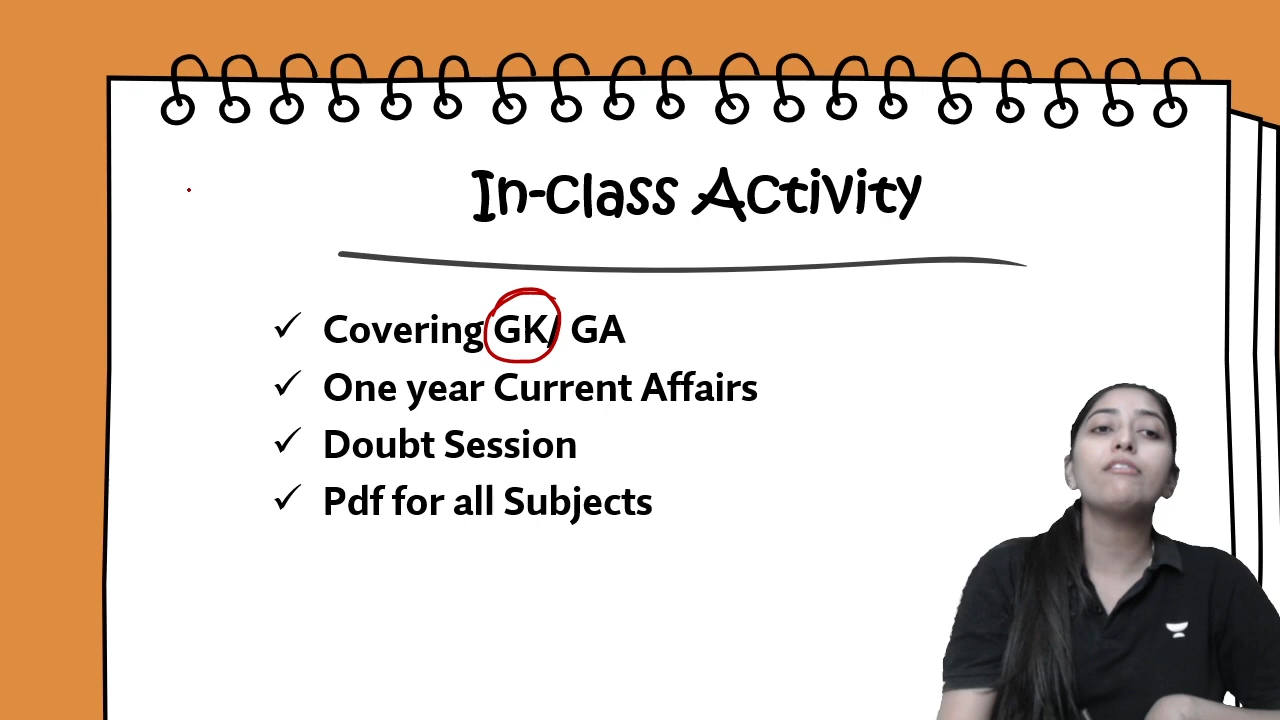 In-class Activity
✓ Covering GK/ GA
✓ One year Current Affairs
✓ Doubt Session
✓ Pdf for all Subjects